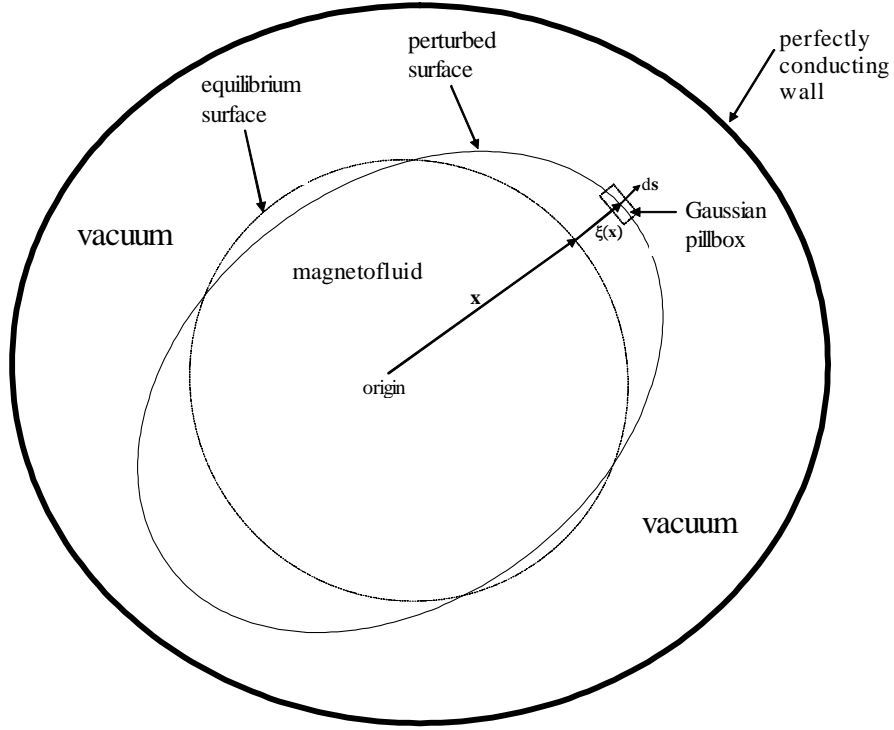 perturbed
surface
perfectly
conducting
wall
equilibrium
surface
ds
Gaussian
pillbox
ξ(x)
vacuum
magnetofluid
x
origin
vacuum